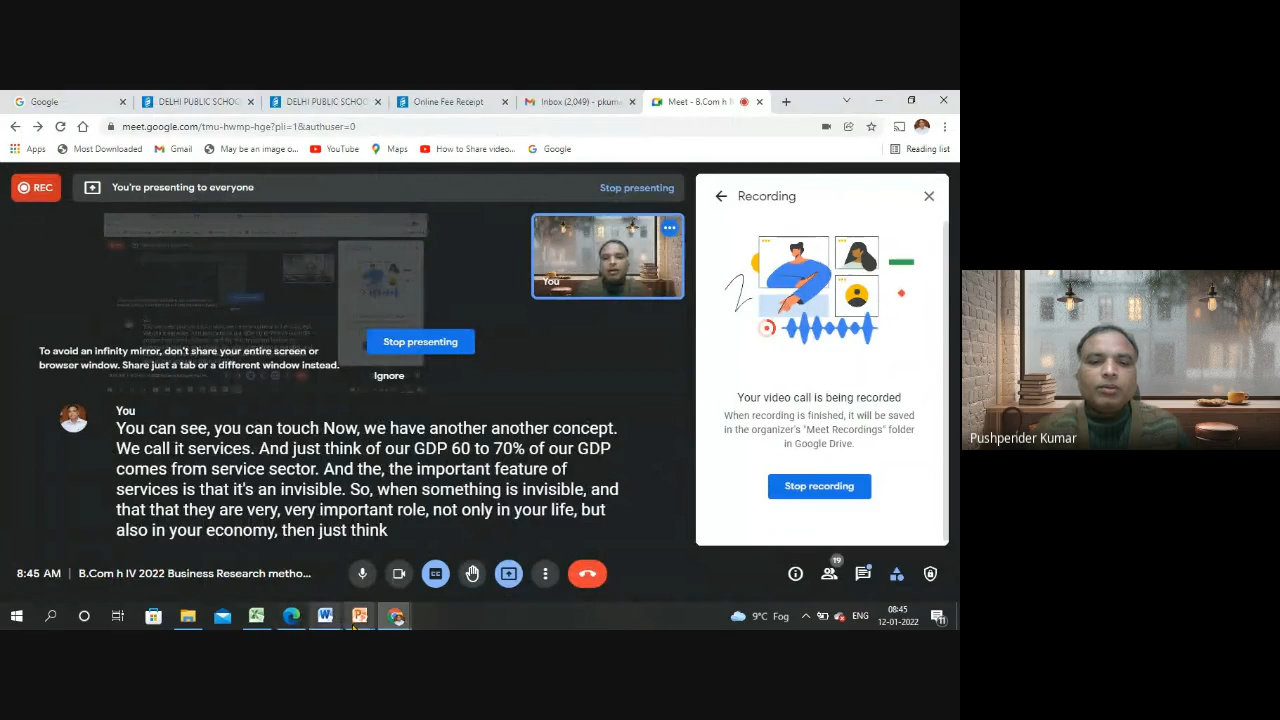 Google
DELHI PUBLIC SCHOO
DELHI PUBLIC SCHOO
Online Fee Receipt
Inbox (2,049) - pkuma
Meet - B.Com h I
meet.google.com/tmu-hwmp-hge?pli=1&authuser=0
Apps
Most Downloaded
Gmail
May be an image o...
YouTube
Maps
How to Share video...
Google
Reading list
REC
You're presenting to everyone
Stop presenting
Recording
You
Stop presenting
To avoid an infinity mirror, don't share your entire screen or
browser window. Share just a tab or a different window instead.
Ignore
Your video call is being recorded
When recording is finished, it will be saved
in the organizer's "Meet Recordings" folder
in Google Drive.
Stop recording
You
You can see, you can touch Now, we have another another concept.
We call it services. And just think of our GDP 60 to 70% of our GDP
comes from service sector. And the, the important feature of
services is that it's an invisible. So, when something is invisible, and
that that they are very, very important role, not only in your life, but
also in your economy, then just think
Pushpender Kumar
8:45 AM | B.Com h IV 2022 Business Research metho...
19
9°C Fog
ENG
08:45
12-01-2022
11